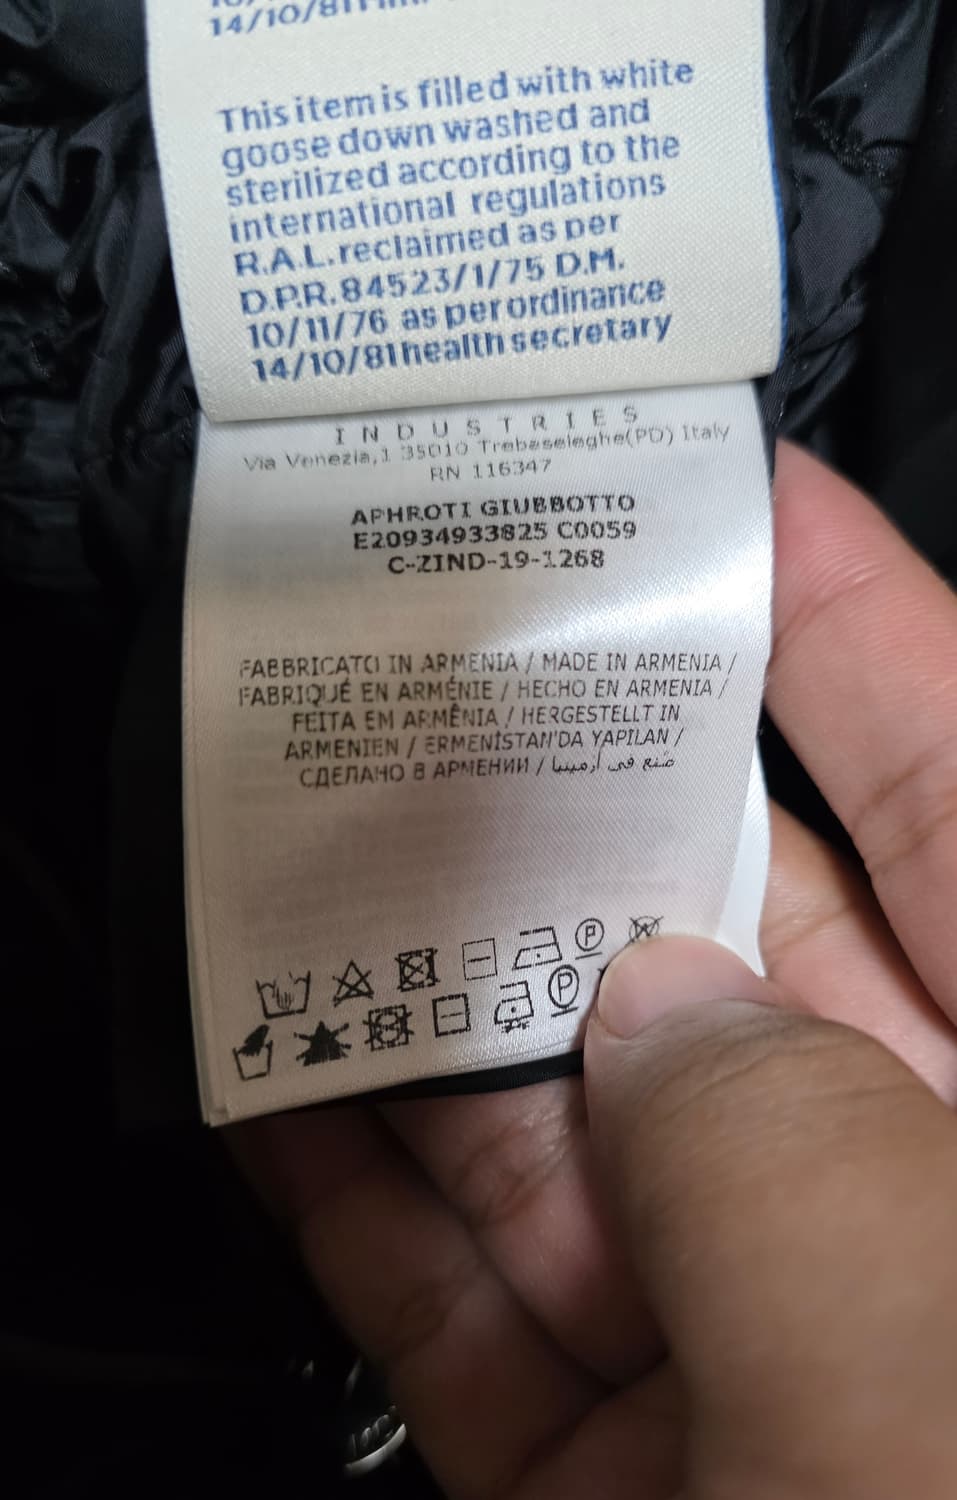 14/10/81
This item is filled with white
goose down washed and
sterilized according to the
international regulations
R.A.L. reclaimed as per
D.P.R. 84523/1/75 D.M.
10/11/76 as per ordinance
14/10/81 health secretary
INDUSTRIES
Via Venezia,1 35010 Trebaseleghe(PD) Italy
RN 116347
APHROTI GIUBBOTTO
E20934933825 C0059
C-ZIND-19-1268
FABBRICATO IN ARMENIA / MADE IN ARMENIA /
FABRIQUÉ EN ARMÉNIE / HECHO EN ARMENIA /
FEITA EM ARMÊNIA / HERGESTELLT IN
ARMENIEN / ERMENİSTAN'DA YAPILAN /
СДЕЛАНО В АРМЕНИИ / صُنع في أرمينيا
P W
P